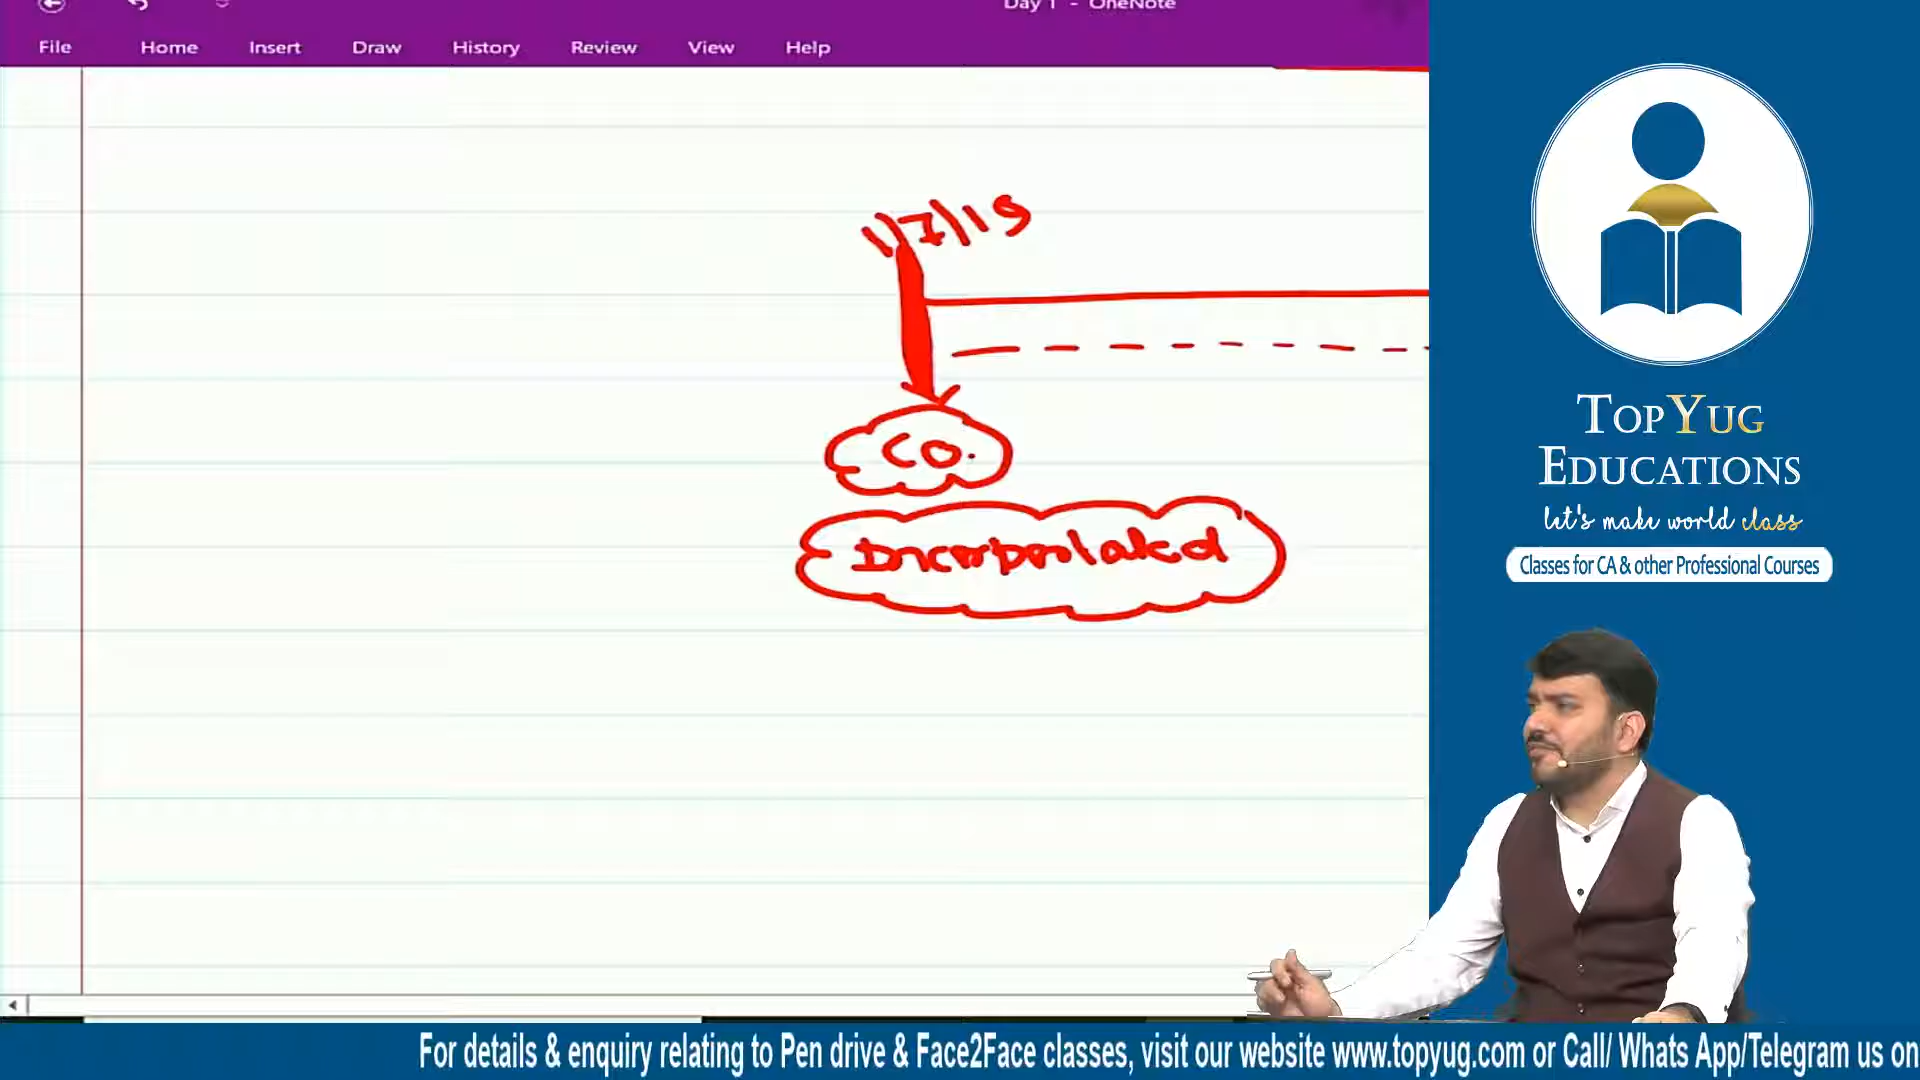 Day 1 - OneNote
File Home Insert Draw History Review View Help
1/7/19
CO.
Incorporated
TOPYUG
EDUCATIONS
let's make world class
Classes for CA & other Professional Courses
For details & enquiry relating to Pen drive & Face2Face classes, visit our website www.topyug.com or Call/ Whats App/Telegram us on